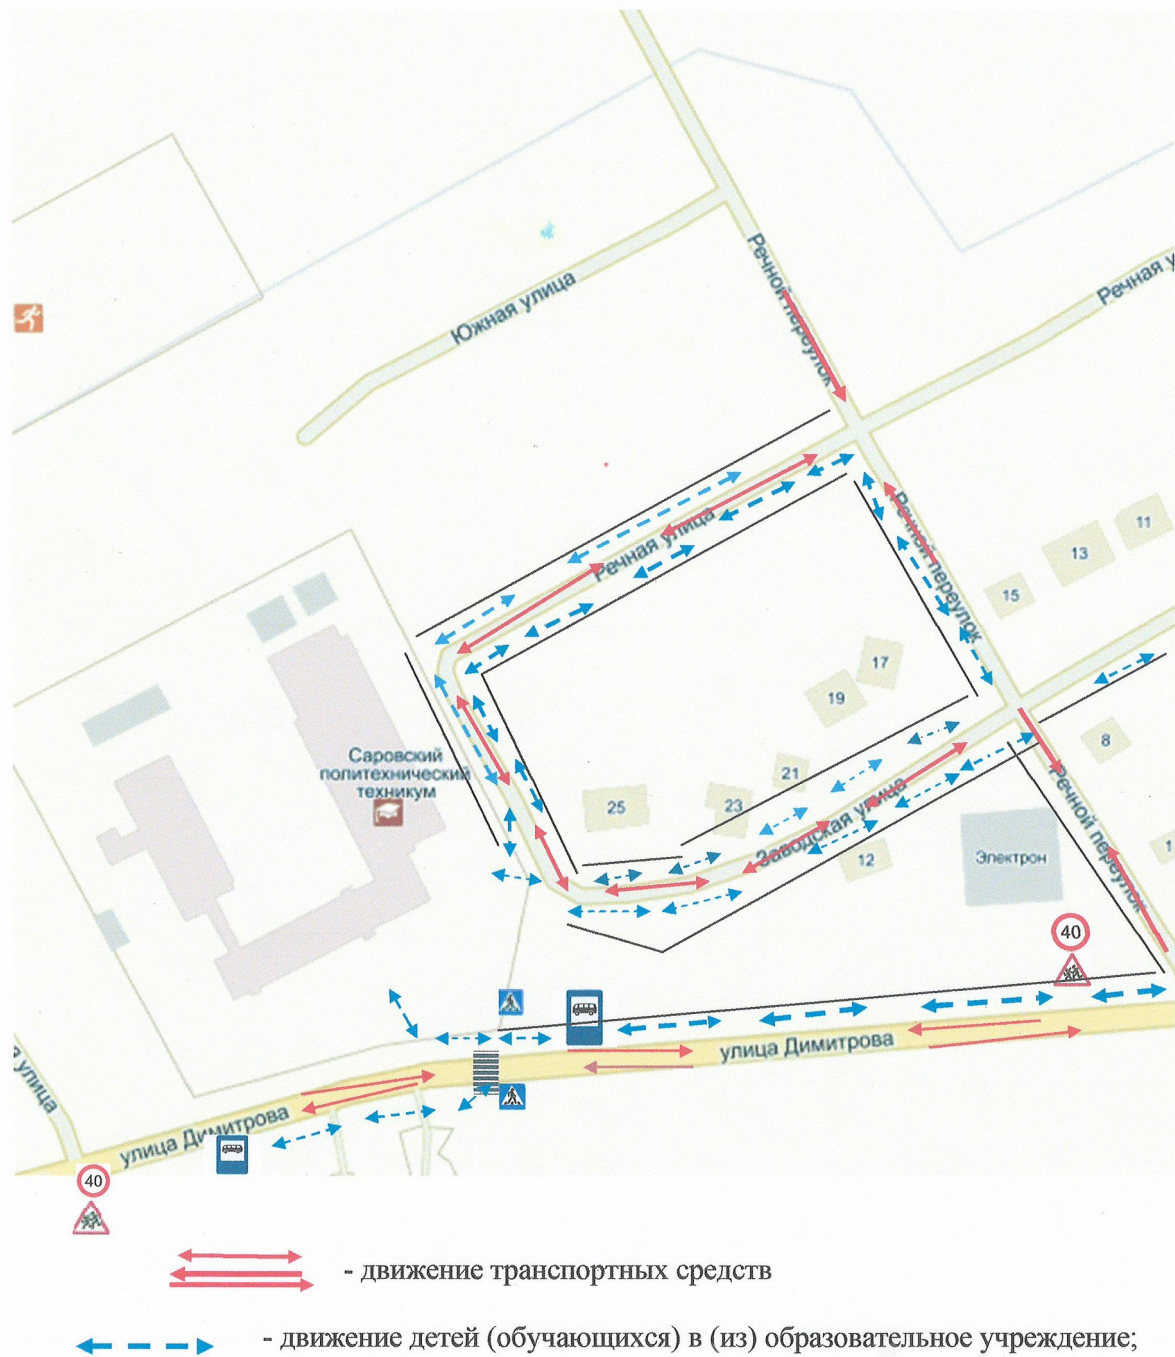 Речной переулок
Южная улица
Речная у
Речная улица
Речной переулок
11
13
15
17
19
Саровский
политехнический
техникум
21
25
23
8
Заводская улица
Речной переулок
12
Электрон
1
40
улица Димитрова
я улица
улица Димитрова
40
- движение транспортных средств
- движение детей (обучающихся) в (из) образовательное учреждение;